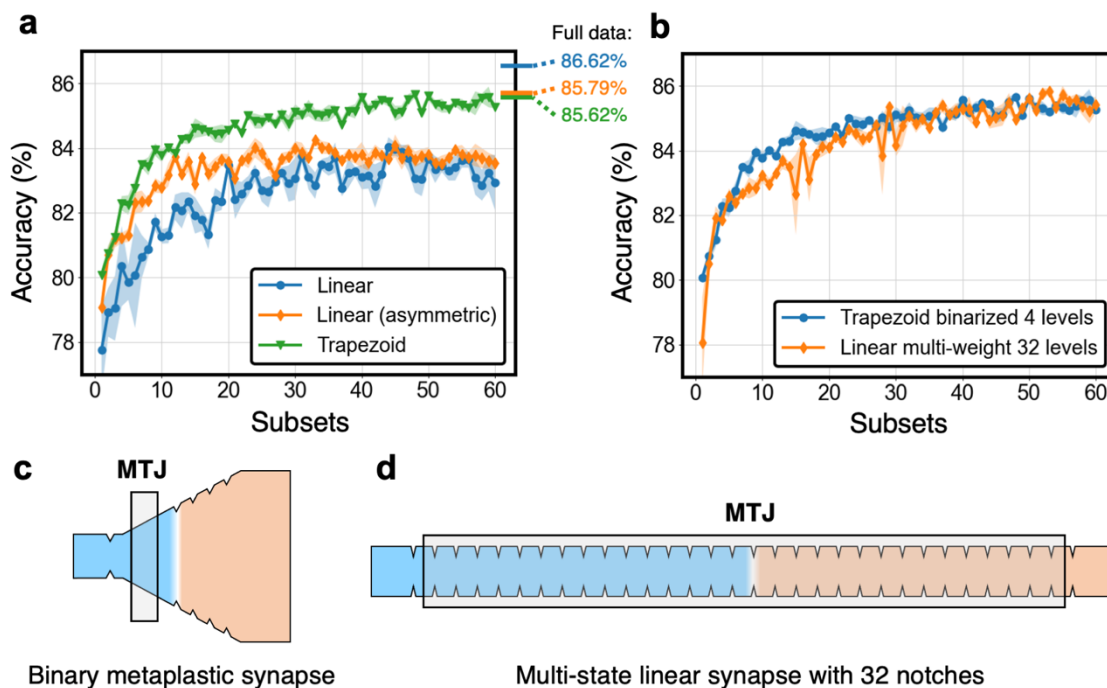 a
Full data:
86.62%
85.79%
85.62%
Accuracy (%)
86
84
82
80
78
0 10 20 30 40 50 60
Subsets
Linear
Linear (asymmetric)
Trapezoid
b
Accuracy (%)
86
84
82
80
78
0 10 20 30 40 50 60
Subsets
Trapezoid binarized 4 levels
Linear multi-weight 32 levels
c
MTJ
Binary metaplastic synapse
d
MTJ
Multi-state linear synapse with 32 notches